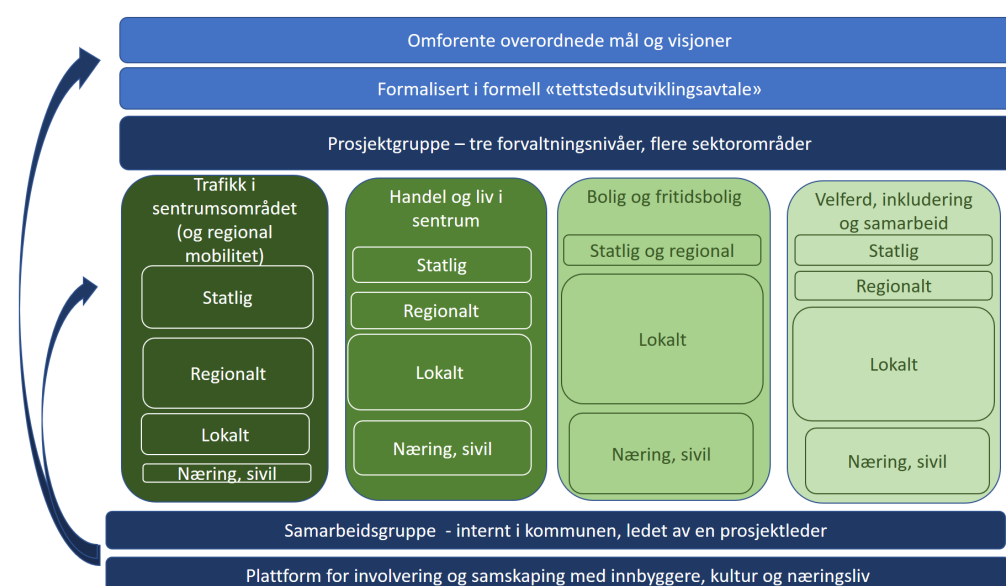 Omforente overordnede mål og visjoner
Formalisert i formell «tettstedsutviklingsavtale»
Prosjektgruppe – tre forvaltningsnivåer, flere sektorområder
Trafikk i
sentrumsområdet
(og regional
mobilitet)
Statlig
Regionalt
Lokalt
Næring, sivil
Handel og liv i
sentrum
Statlig
Regionalt
Lokalt
Næring, sivil
Bolig og fritidsbolig
Statlig og regional
Lokalt
Næring, sivil
Velferd, inkludering
og samarbeid
Statlig
Regionalt
Lokalt
Næring, sivil
Samarbeidsgruppe - internt i kommunen, ledet av en prosjektleder
Plattform for involvering og samskaping med innbyggere, kultur og næringsliv